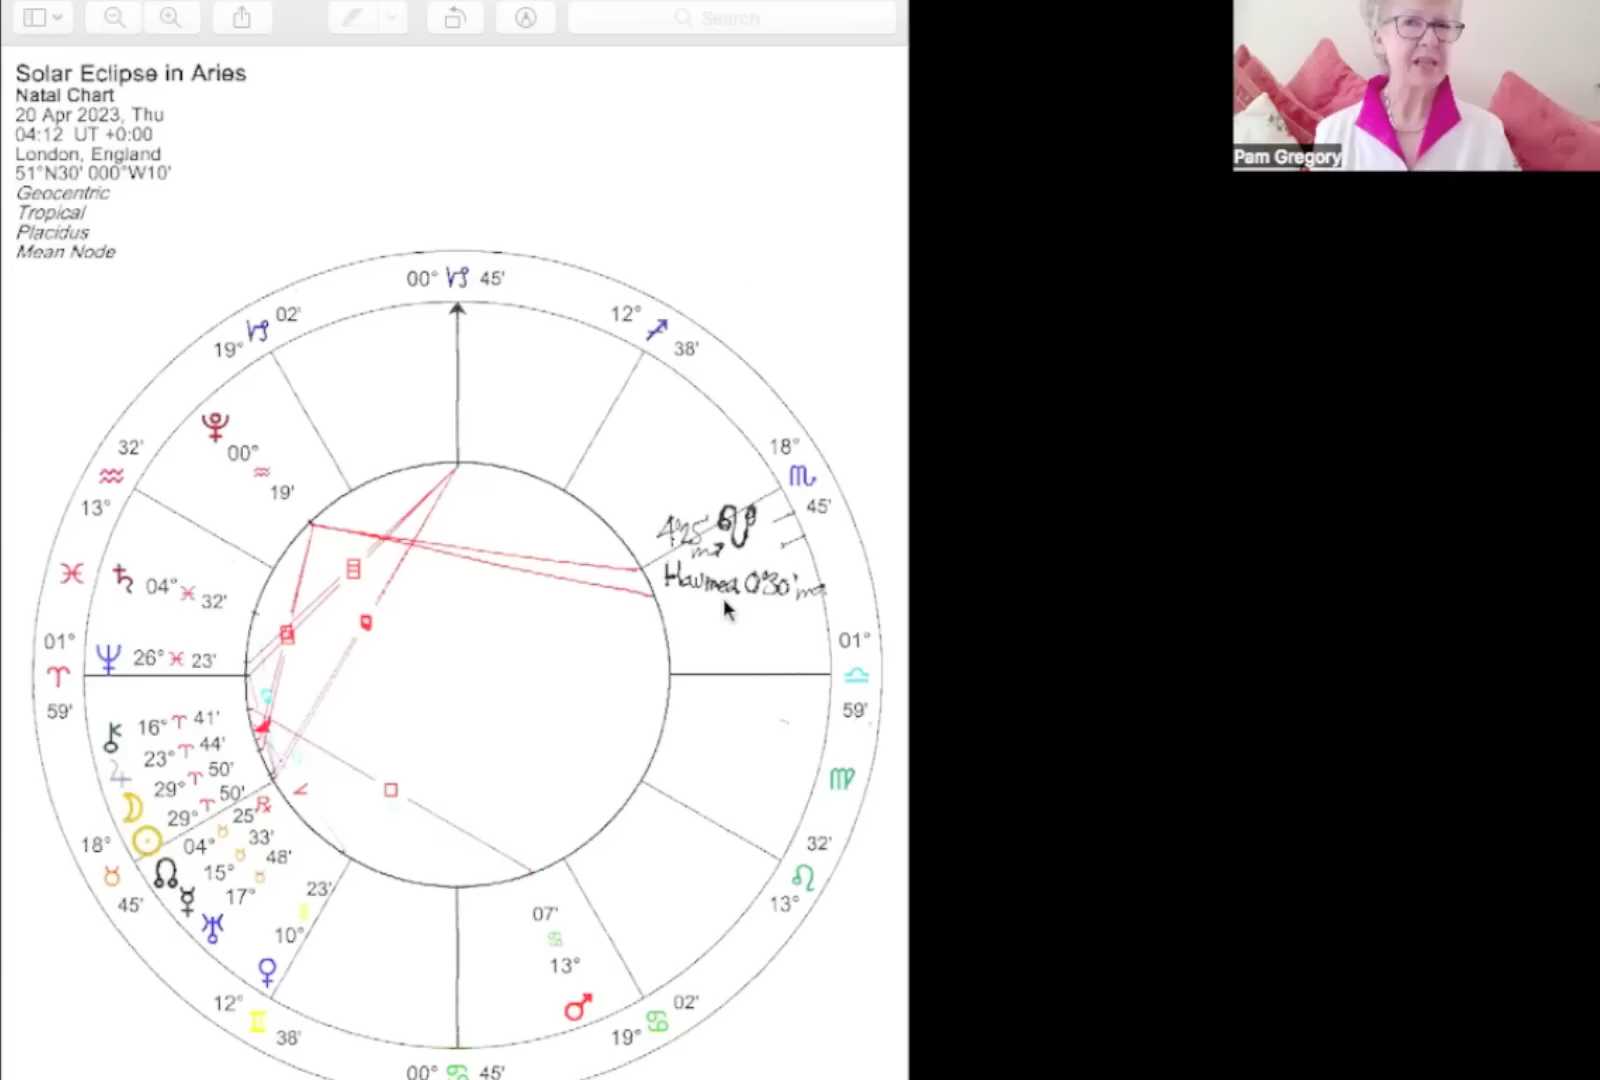 Search
Solar Eclipse in Aries
Natal Chart
20 Apr 2023, Thu
04:12 UT +0:00
London, England
51°N30' 000°W10'
Geocentric
Tropical
Placidus
Mean Node
Pam Gregory
00° ♑ 45'
19° ♑ 02'
12° ♐ 38'
32' ♒ 13°
♇ 00° ♒ 19'
18° ♏ 45'
4°25' ☋ ♏
Haumea 0°30' ♏
♓
♄ 04° ♓ 32'
01° ♈ 59'
♆ 26° ♓ 23'
01° ♎ 59'
⚷ 16° ♈ 41'
♃ 23° ♈ 44'
☽ 29° ♈ 50'
☉ 29° ♈ 50'
☊ 04° ♉ 25' ℞
☿ 15° ♉ 33'
♅ 17° ♉ 48'
♀ 10° ♊ 23'
♍
18° ♉ 45'
32' ♌ 13°
07' ♋ 13° ♂
12° ♊ 38'
19° ♋ 02'
00° ♋ 45'